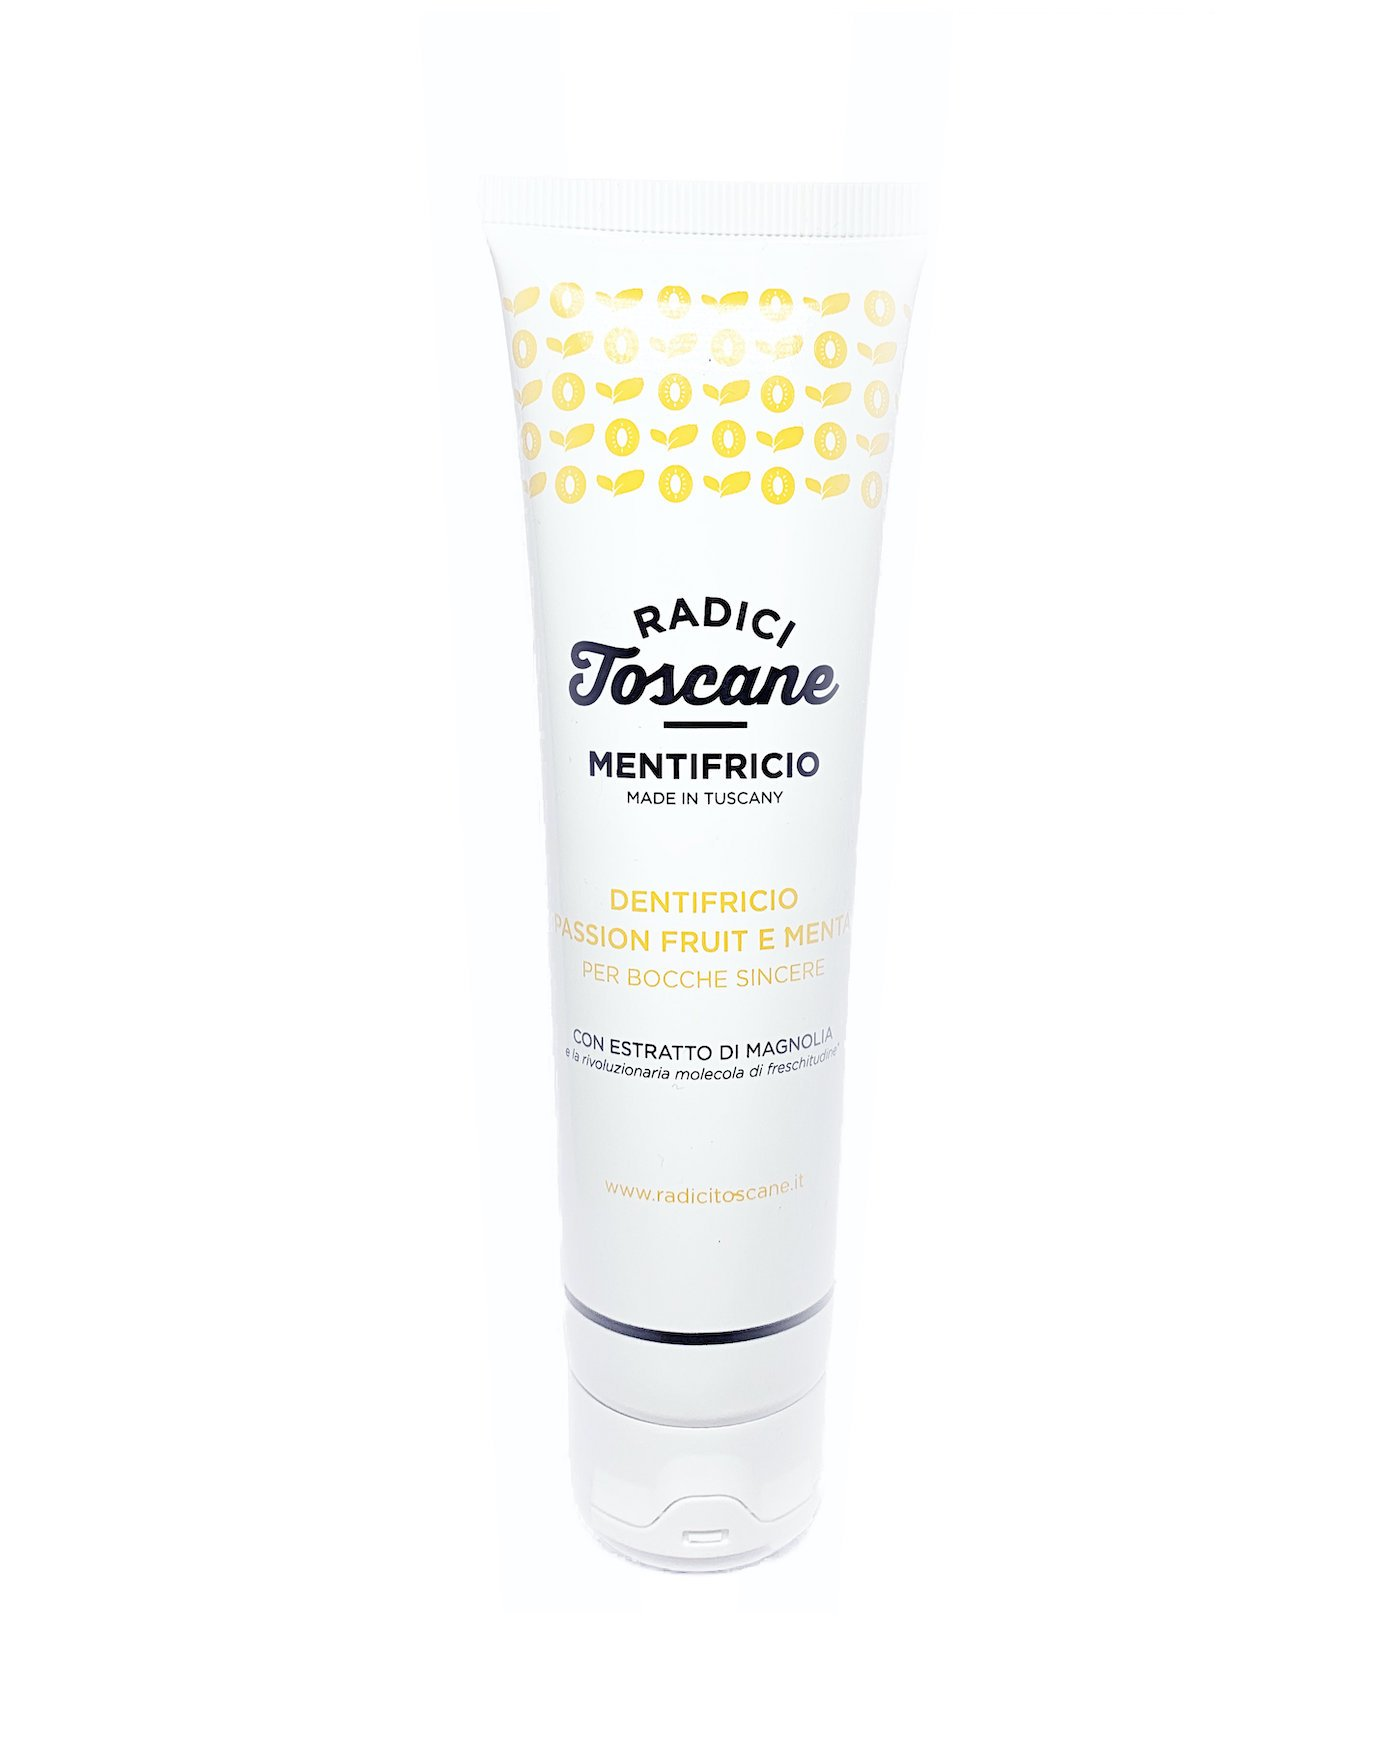 RADICI
Toscane
MENTIFRICIO
MADE IN TUSCANY
DENTIFRICIO
PASSION FRUIT E MENTA
PER BOCCHE SINCERE
CON ESTRATTO DI MAGNOLIA
e la rivoluzionaria molecola di freschitudine*
www.radicitoscane.it